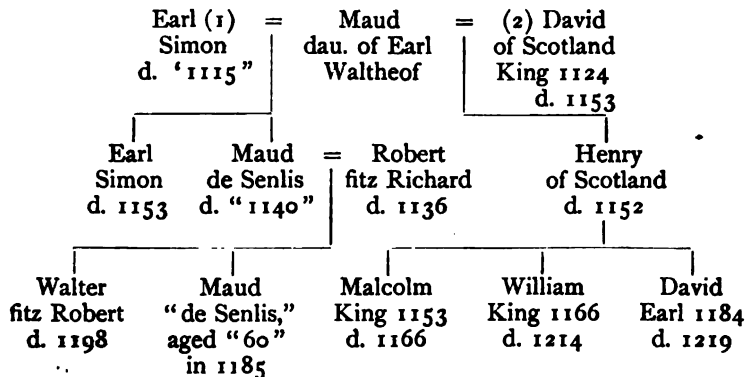 Earl (1) = Maud = (2) David
Simon dau. of Earl of Scotland
d. ‘1115” Waltheof King 1124
d. 1153
Earl Maud = Robert Henry
Simon de Senlis fitz Richard of Scotland
d. 1153 d. “1140” d. 1136 d. 1152
Walter Maud Malcolm William David
fitz Robert “de Senlis,” King 1153 King 1166 Earl 1184
d. 1198 aged “60” d. 1166 d. 1214 d. 1219
in 1185